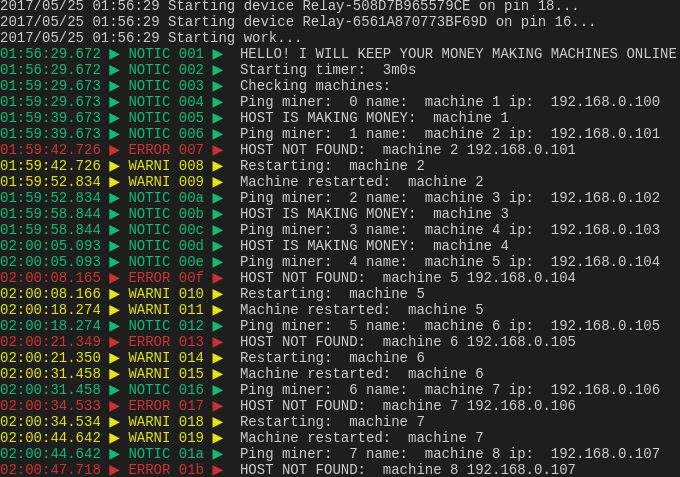 2017/05/25 01:56:29 Starting device Relay-508D7B965579CE on pin 18...
2017/05/25 01:56:29 Starting device Relay-6561A870773BF69D on pin 16...
2017/05/25 01:56:29 Starting work...
01:56:29.672 ▶ NOTIC 001 ▶  HELLO! I WILL KEEP YOUR MONEY MAKING MACHINES ONLINE
01:56:29.672 ▶ NOTIC 002 ▶  Starting timer:  3m0s
01:59:29.673 ▶ NOTIC 003 ▶  Checking machines:
01:59:29.673 ▶ NOTIC 004 ▶  Ping miner:  0 name:  machine 1 ip:  192.168.0.100
01:59:39.673 ▶ NOTIC 005 ▶  HOST IS MAKING MONEY:  machine 1
01:59:39.673 ▶ NOTIC 006 ▶  Ping miner:  1 name:  machine 2 ip:  192.168.0.101
01:59:42.726 ▶ ERROR 007 ▶  HOST NOT FOUND:  machine 2 192.168.0.101
01:59:42.726 ▶ WARNI 008 ▶  Restarting:  machine 2
01:59:52.834 ▶ WARNI 009 ▶  Machine restarted:  machine 2
01:59:52.834 ▶ NOTIC 00a ▶  Ping miner:  2 name:  machine 3 ip:  192.168.0.102
01:59:58.844 ▶ NOTIC 00b ▶  HOST IS MAKING MONEY:  machine 3
01:59:58.844 ▶ NOTIC 00c ▶  Ping miner:  3 name:  machine 4 ip:  192.168.0.103
02:00:05.093 ▶ NOTIC 00d ▶  HOST IS MAKING MONEY:  machine 4
02:00:05.093 ▶ NOTIC 00e ▶  Ping miner:  4 name:  machine 5 ip:  192.168.0.104
02:00:08.165 ▶ ERROR 00f ▶  HOST NOT FOUND:  machine 5 192.168.0.104
02:00:08.166 ▶ WARNI 010 ▶  Restarting:  machine 5
02:00:18.274 ▶ WARNI 011 ▶  Machine restarted:  machine 5
02:00:18.274 ▶ NOTIC 012 ▶  Ping miner:  5 name:  machine 6 ip:  192.168.0.105
02:00:21.349 ▶ ERROR 013 ▶  HOST NOT FOUND:  machine 6 192.168.0.105
02:00:21.350 ▶ WARNI 014 ▶  Restarting:  machine 6
02:00:31.458 ▶ WARNI 015 ▶  Machine restarted:  machine 6
02:00:31.458 ▶ NOTIC 016 ▶  Ping miner:  6 name:  machine 7 ip:  192.168.0.106
02:00:34.533 ▶ ERROR 017 ▶  HOST NOT FOUND:  machine 7 192.168.0.106
02:00:34.534 ▶ WARNI 018 ▶  Restarting:  machine 7
02:00:44.642 ▶ WARNI 019 ▶  Machine restarted:  machine 7
02:00:44.642 ▶ NOTIC 01a ▶  Ping miner:  7 name:  machine 8 ip:  192.168.0.107
02:00:47.718 ▶ ERROR 01b ▶  HOST NOT FOUND:  machine 8 192.168.0.107